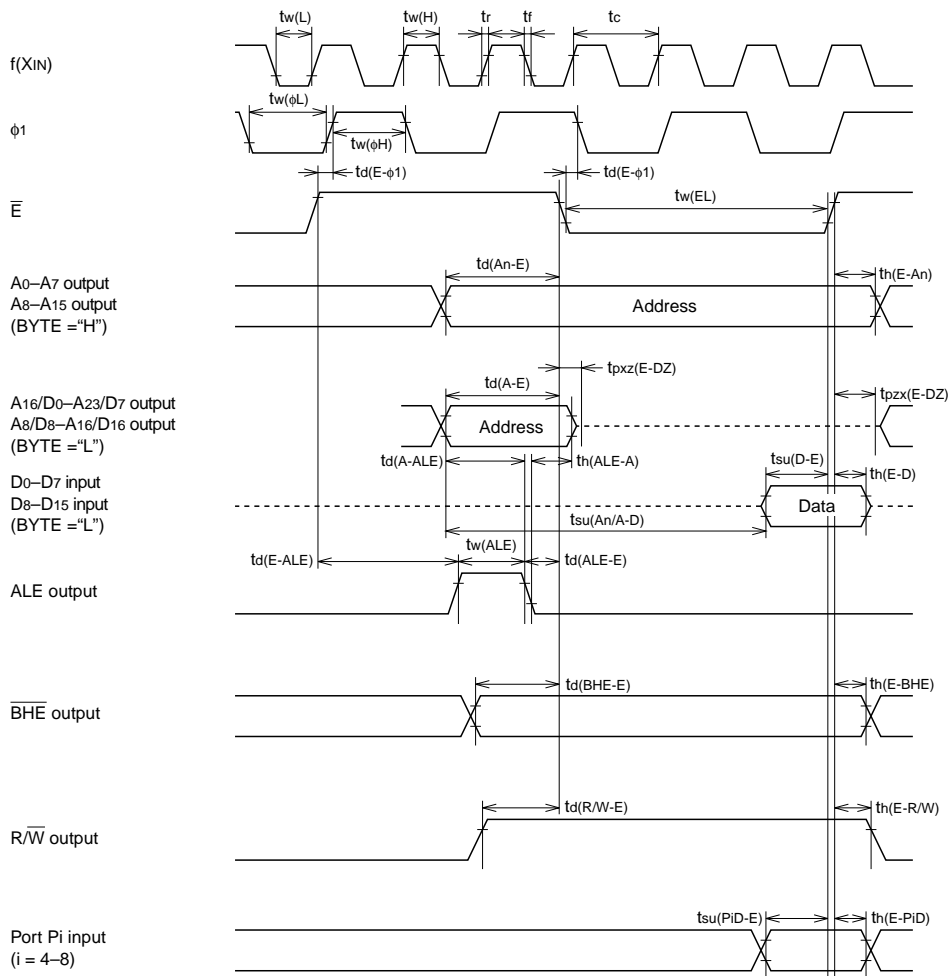 tw(L) tw(H) tr tf tc
f(XIN)
tw(ϕL)
ϕ1
tw(ϕH)
td(E-ϕ1) td(E-ϕ1)
tw(EL)
E
td(An-E) th(E-An)
A0–A7 output
A8–A15 output
(BYTE =“H”)
Address
tpxz(E-DZ)
td(A-E) tpzx(E-DZ)
A16/D0–A23/D7 output
A8/D8–A16/D16 output
(BYTE =“L”)
Address
td(A-ALE) th(ALE-A) tsu(D-E) th(E-D)
D0–D7 input
D8–D15 input
(BYTE =“L”)
Data
tsu(An/A-D)
tw(ALE)
td(E-ALE) td(ALE-E)
ALE output
td(BHE-E) th(E-BHE)
BHE output
td(R/W-E) th(E-R/W)
R/W output
tsu(PiD-E) th(E-PiD)
Port Pi input
(i = 4–8)